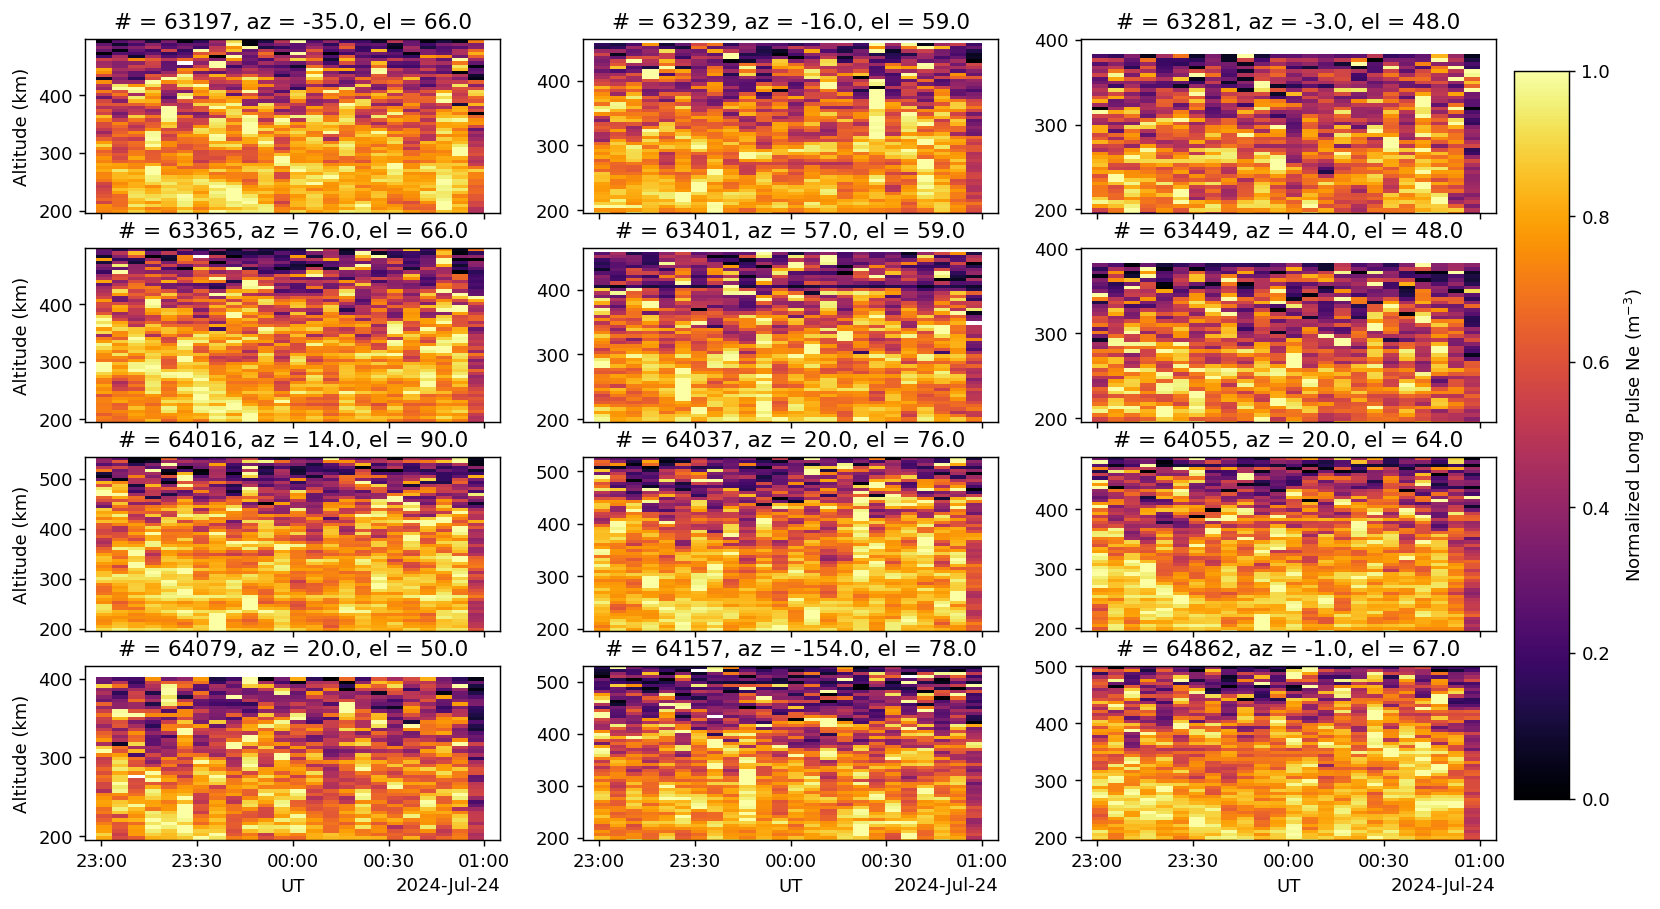 # = 63197, az = -35.0, el = 66.0
# = 63239, az = -16.0, el = 59.0
# = 63281, az = -3.0, el = 48.0
Altitude (km)
400
300
200
400
300
200
400
300
200
# = 63365, az = 76.0, el = 66.0
# = 63401, az = 57.0, el = 59.0
# = 63449, az = 44.0, el = 48.0
Altitude (km)
400
300
200
400
300
200
400
300
200
# = 64016, az = 14.0, el = 90.0
# = 64037, az = 20.0, el = 76.0
# = 64055, az = 20.0, el = 64.0
Altitude (km)
500
400
300
200
500
400
300
200
400
300
200
# = 64079, az = 20.0, el = 50.0
# = 64157, az = -154.0, el = 78.0
# = 64862, az = -1.0, el = 67.0
Altitude (km)
400
300
200
500
400
300
200
500
400
300
200
23:00 23:30 00:00 00:30 01:00
23:00 23:30 00:00 00:30 01:00
23:00 23:30 00:00 00:30 01:00
UT 2024-Jul-24
UT 2024-Jul-24
UT 2024-Jul-24
1.0
0.8
0.6
0.4
0.2
0.0
Normalized Long Pulse Ne (m⁻³)